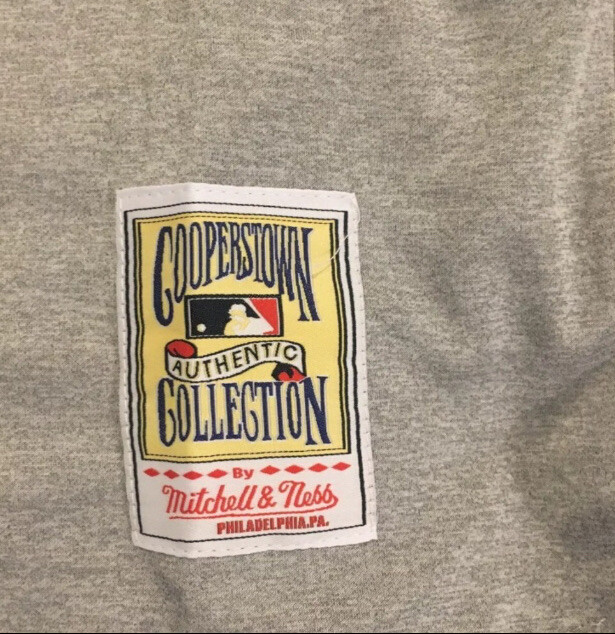 COOPERSTOWN
AUTHENTIC
COLLECTION
By
Mitchell & Ness
PHILADELPHIA,PA.